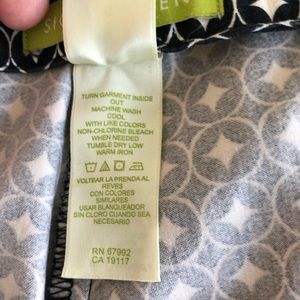 TURN GARMENT INSIDE
OUT
MACHINE WASH
COOL
WITH LIKE COLORS
NON-CHLORINE BLEACH
WHEN NEEDED
TUMBLE DRY LOW
WARM IRON
VOLTEAR LA PRENDA AL
REVES
CON COLORES
SIMILARES
USAR BLANQUEADOR
SIN CLORO CUANDO SEA
NECESARIO
RN 67992
CA 19117